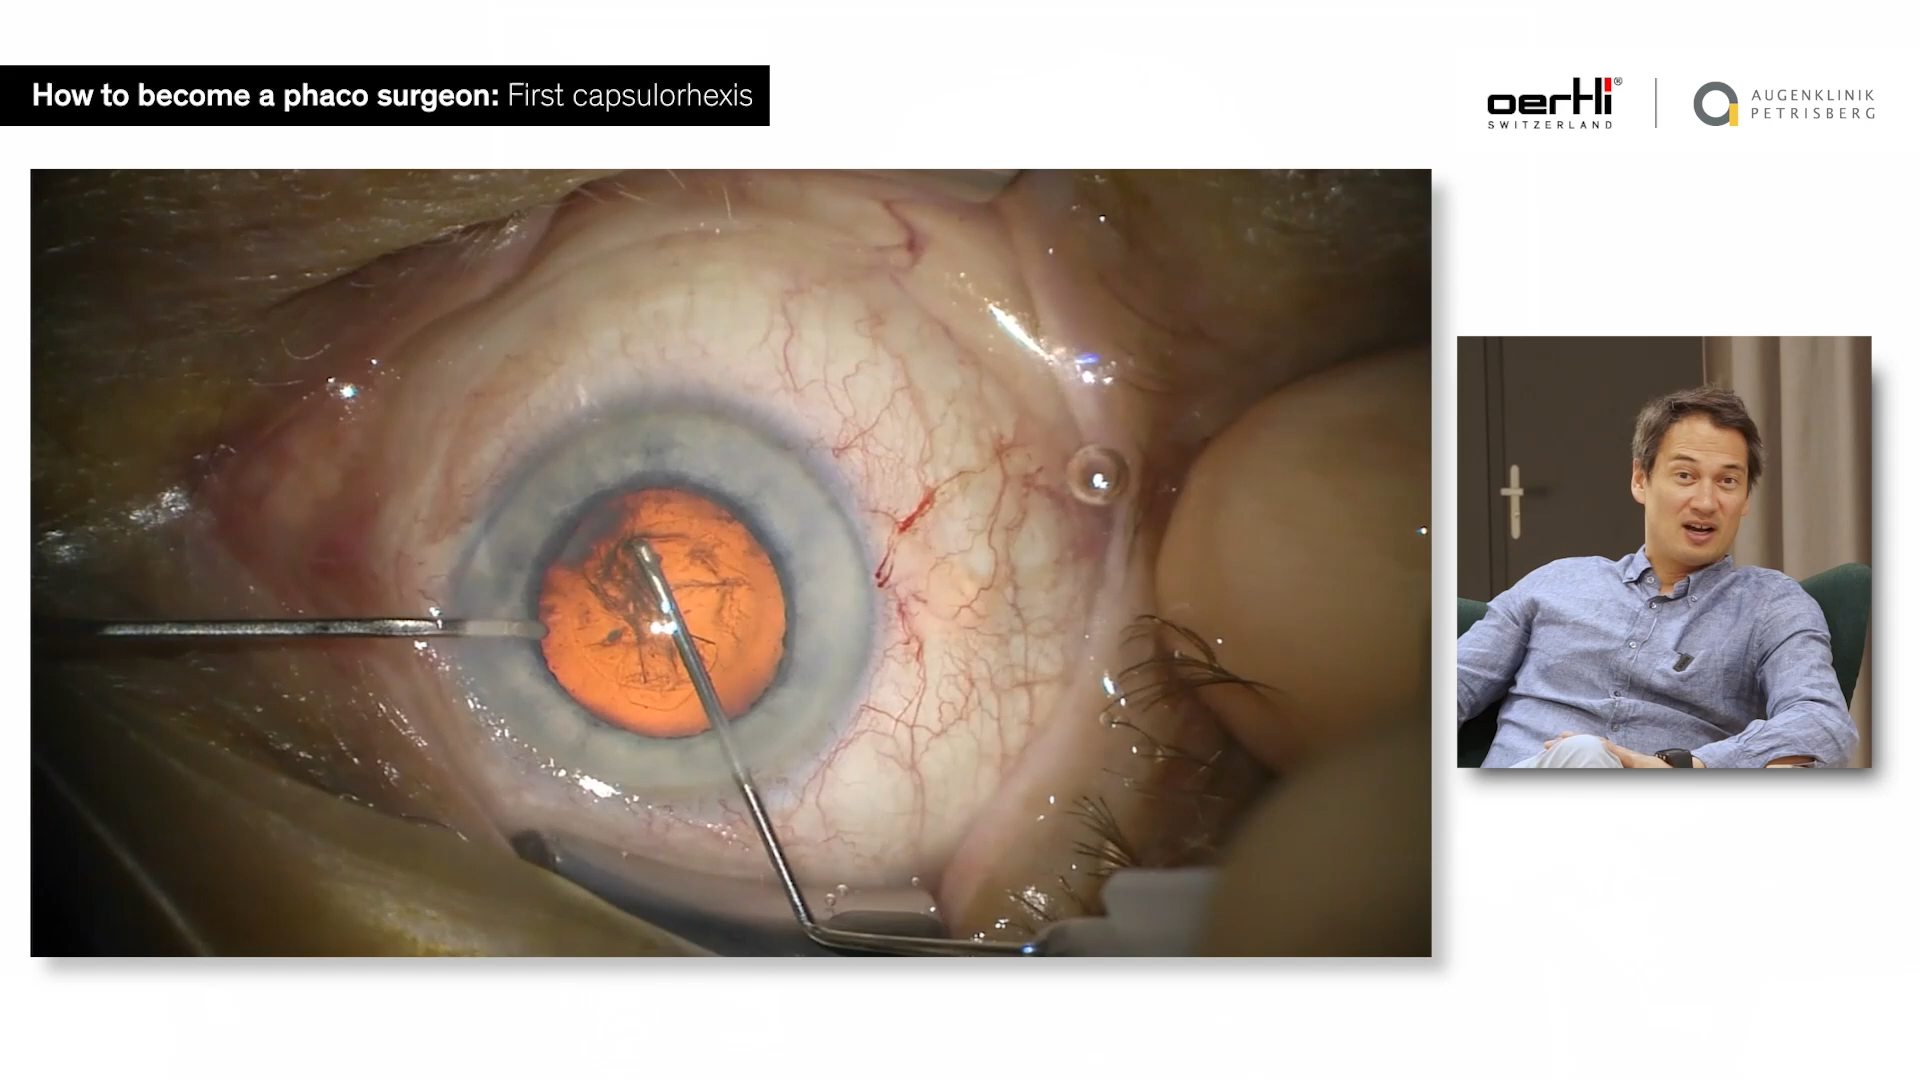 How to become a phaco surgeon: First capsulorhexis
oertli®
SWITZERLAND
AUGENKLINIK
PETRISBERG